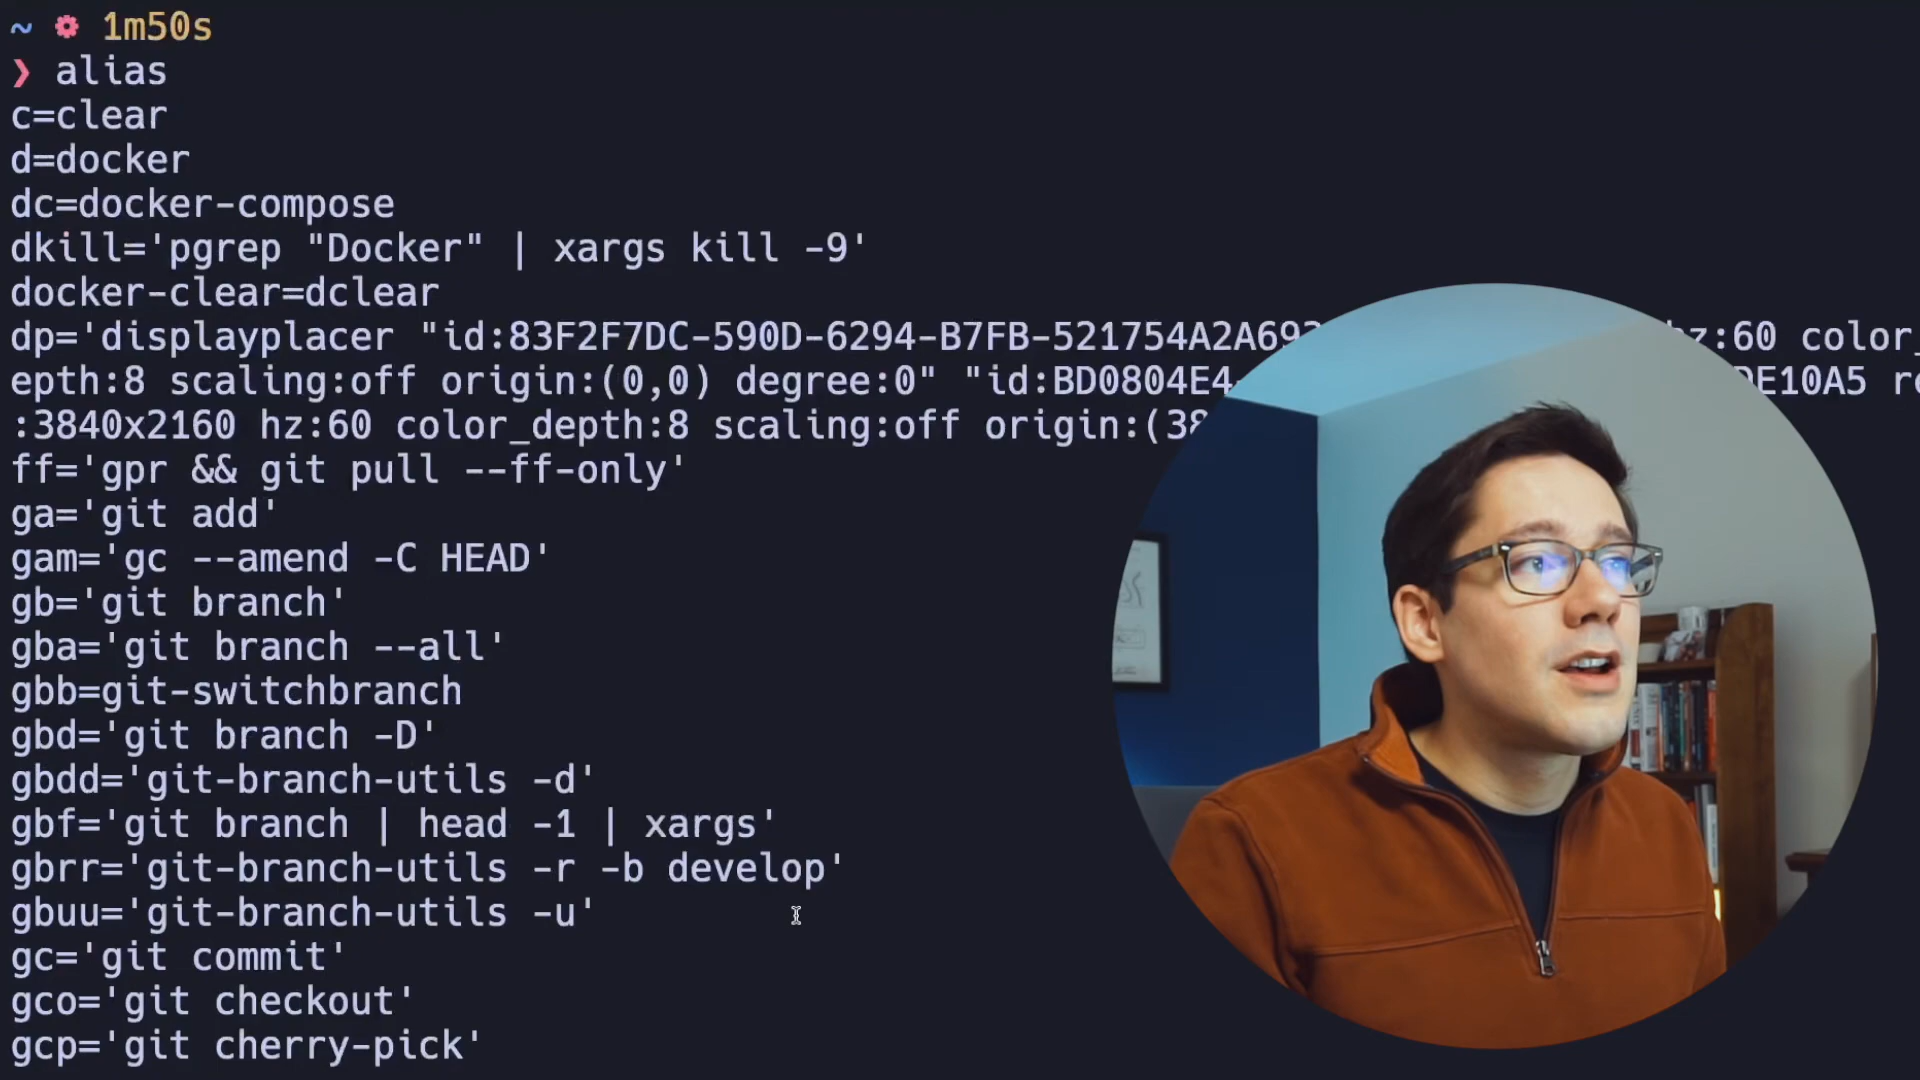 ~ 1m50s
❯ alias
c=clear
d=docker
dc=docker-compose
dkill='pgrep "Docker" | xargs kill -9'
docker-clear=dclear
dp='displayplacer "id:83F2F7DC-590D-6294-B7FB-521754A2A69 z:60 color_
epth:8 scaling:off origin:(0,0) degree:0" "id:BD0804E4 DE10A5 re
:3840x2160 hz:60 color_depth:8 scaling:off origin:(38
ff='gpr && git pull --ff-only'
ga='git add'
gam='gc --amend -C HEAD'
gb='git branch'
gba='git branch --all'
gbb=git-switchbranch
gbd='git branch -D'
gbdd='git-branch-utils -d'
gbf='git branch | head -1 | xargs'
gbrr='git-branch-utils -r -b develop'
gbuu='git-branch-utils -u'
gc='git commit'
gco='git checkout'
gcp='git cherry-pick'